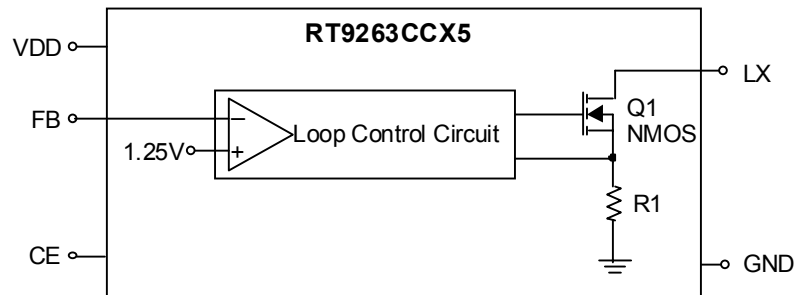 RT9263CCX5
VDD
LX
FB
Q1
NMOS
−
Loop Control Circuit
1.25V
+
R1
CE
GND